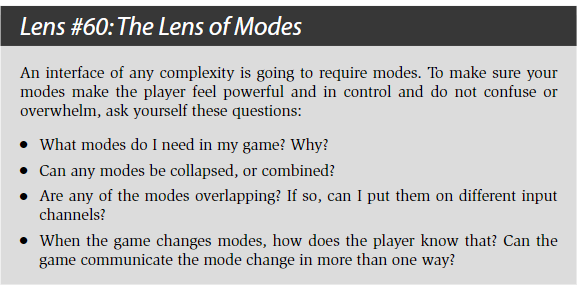 Lens #60: The Lens of Modes
An interface of any complexity is going to require modes. To make sure your
modes make the player feel powerful and in control and do not confuse or
overwhelm, ask yourself these questions:
● What modes do I need in my game? Why?
● Can any modes be collapsed, or combined?
● Are any of the modes overlapping? If so, can I put them on different input
channels?
● When the game changes modes, how does the player know that? Can the
game communicate the mode change in more than one way?